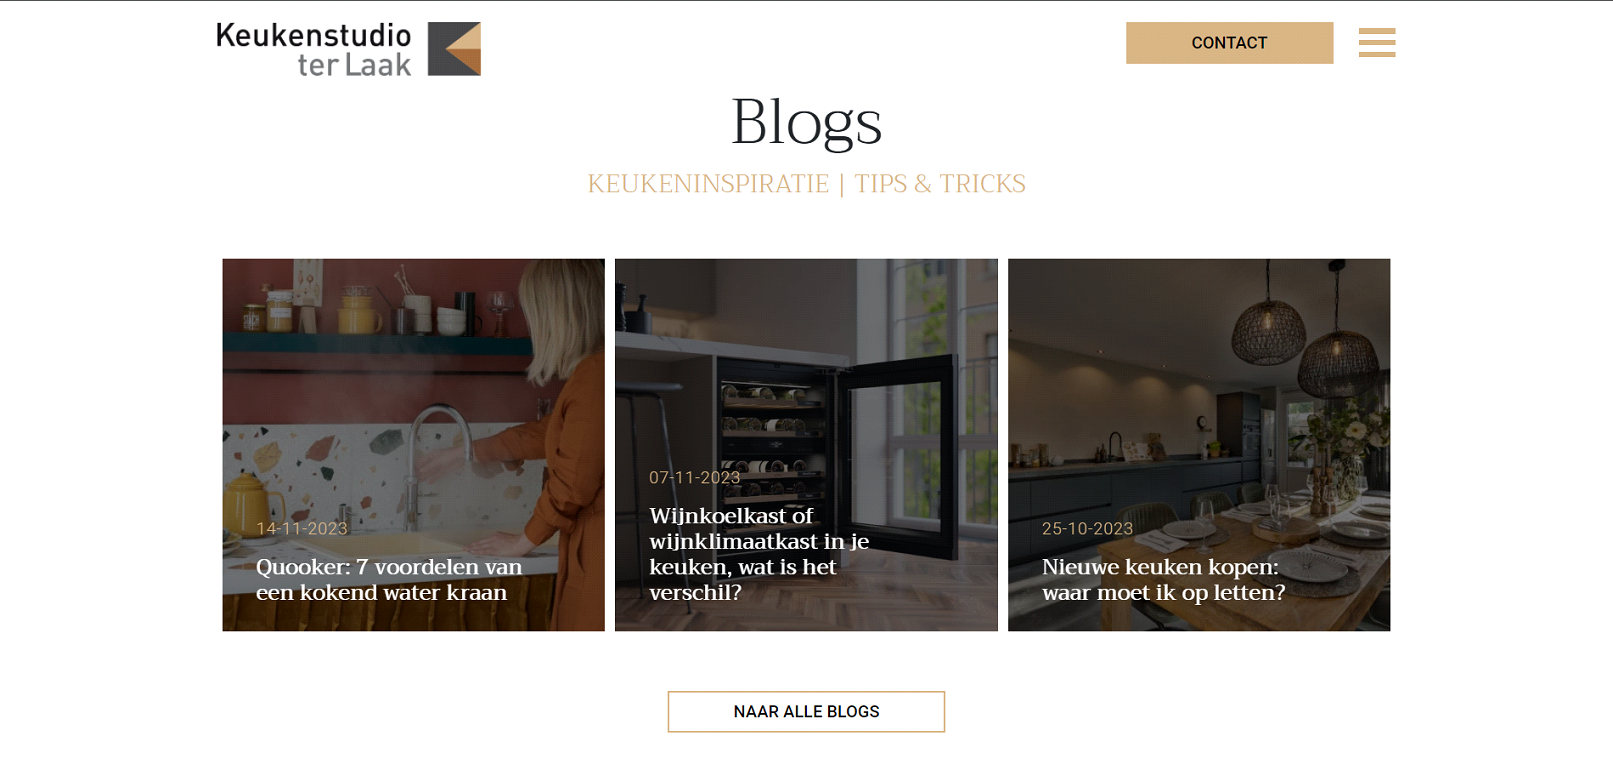 Keukenstudio
ter Laak
CONTACT
Blogs
KEUKENINSPIRATIE | TIPS & TRICKS
14-11-2023
Quooker: 7 voordelen van
een kokend water kraan
07-11-2023
Wijnkoelkast of
wijnklimaatkast in je
keuken, wat is het
verschil?
25-10-2023
Nieuwe keuken kopen:
waar moet ik op letten?
NAAR ALLE BLOGS